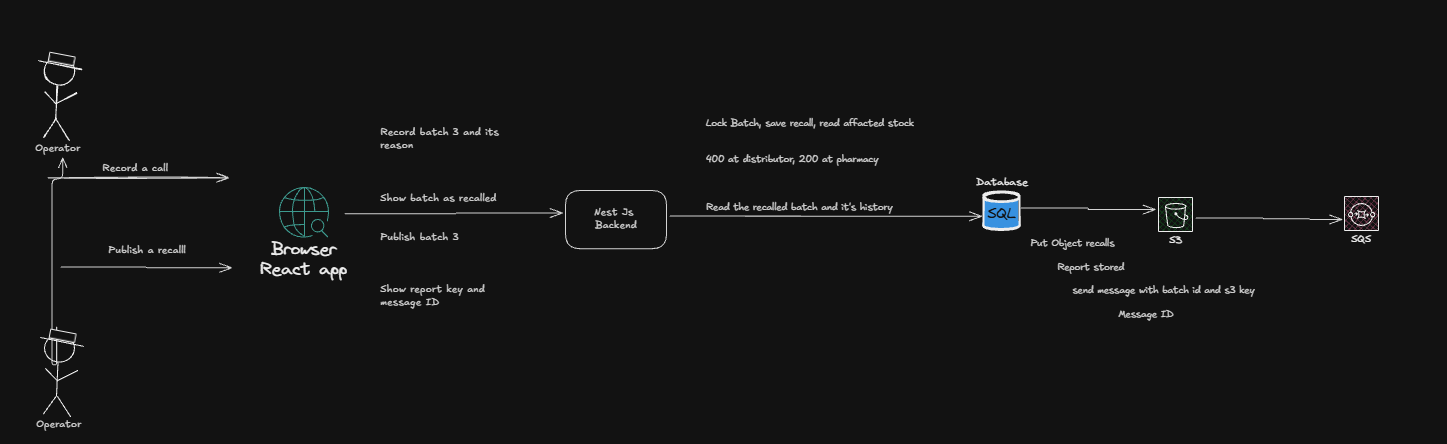 Operator
Record a call
Publish a recalll
Operator
Browser
React app
Record batch 3 and its
reason
Show batch as recalled
Publish batch 3
Show report key and
message ID
Nest Js
Backend
Lock Batch, save recall, read affacted stock
400 at distributor, 200 at pharmacy
Read the recalled batch and it's history
Database
SQL
Put Object recalls
Report stored
send message with batch id and s3 key
Message ID
S3
SQS